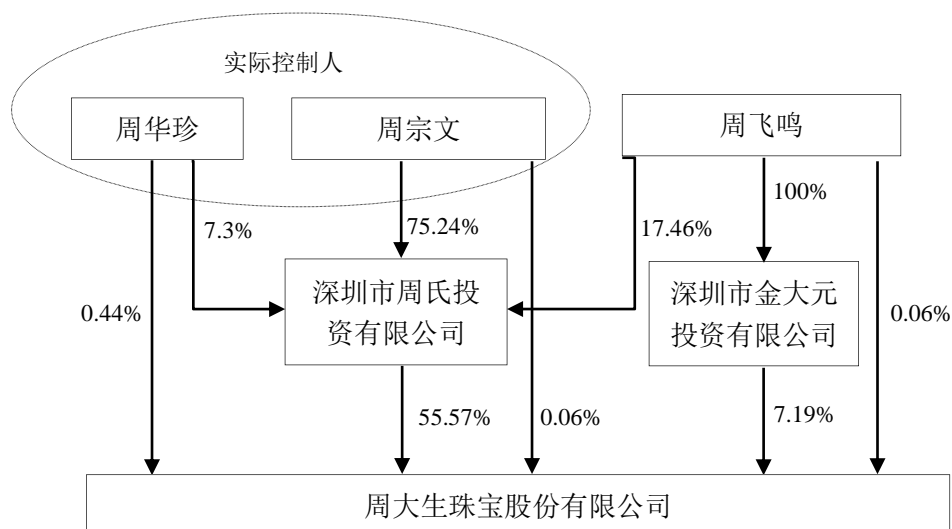 实际控制人
周华珍
周宗文
周飞鸣
7.3%
75.24%
17.46%
100%
深圳市周氏投
资有限公司
深圳市金大元
投资有限公司
0.44%
0.06%
55.57%
0.06%
7.19%
周大生珠宝股份有限公司